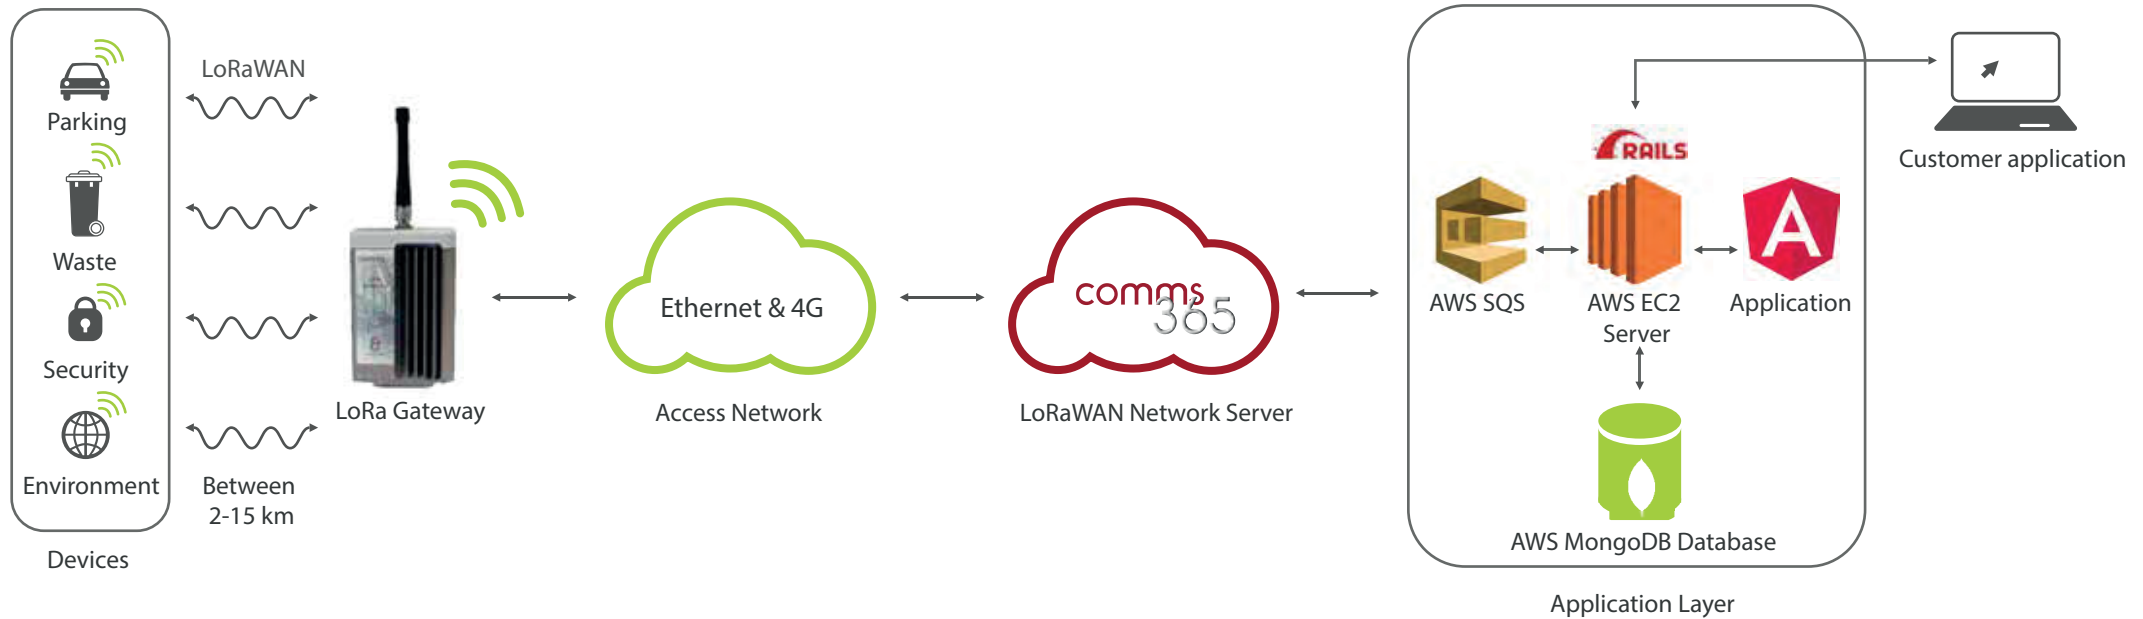 LoRaWAN
Parking
Waste
Security
Environment
Between
2-15 km
Devices
LoRa Gateway
Ethernet & 4G
Access Network
comms
365
LoRaWAN Network Server
RAILS
AWS SQS
AWS EC2
Server
A
Application
AWS MongoDB Database
Application Layer
Customer application